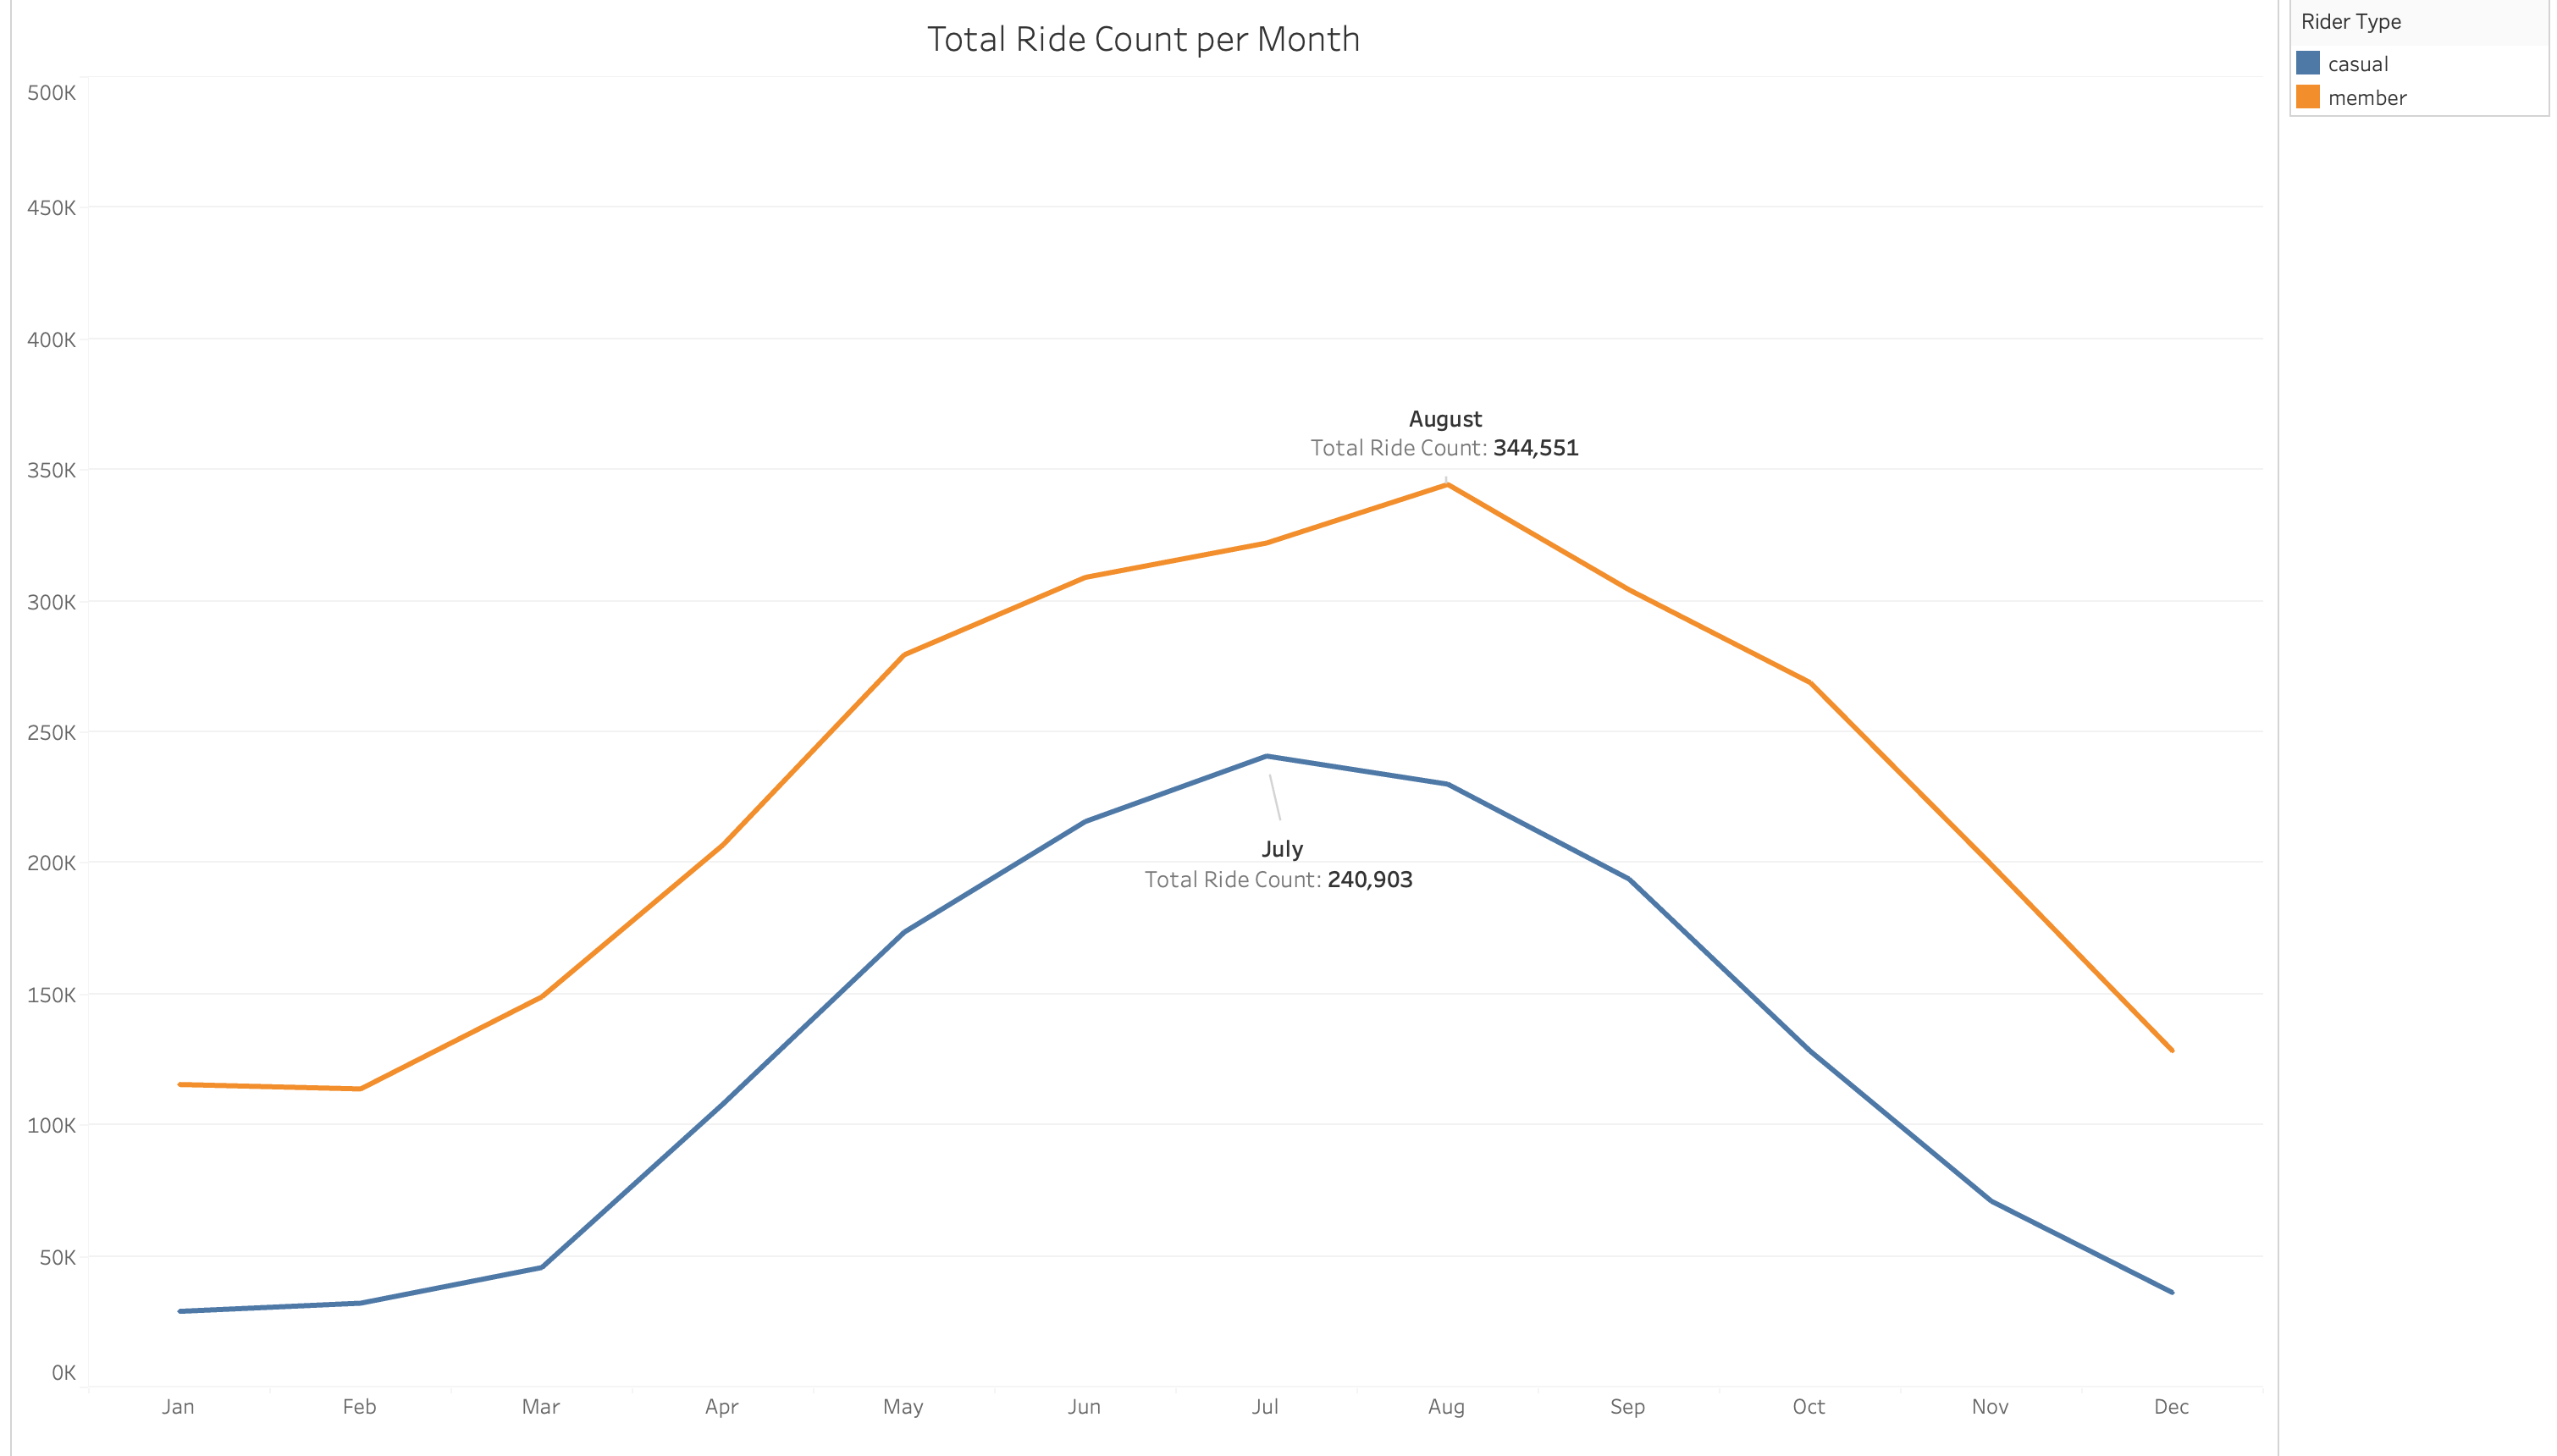 Total Ride Count per Month
Rider Type
casual
member
500K
450K
400K
350K
300K
250K
200K
150K
100K
50K
0K
August
Total Ride Count: 344,551
July
Total Ride Count: 240,903
Jan Feb Mar Apr May Jun Jul Aug Sep Oct Nov Dec